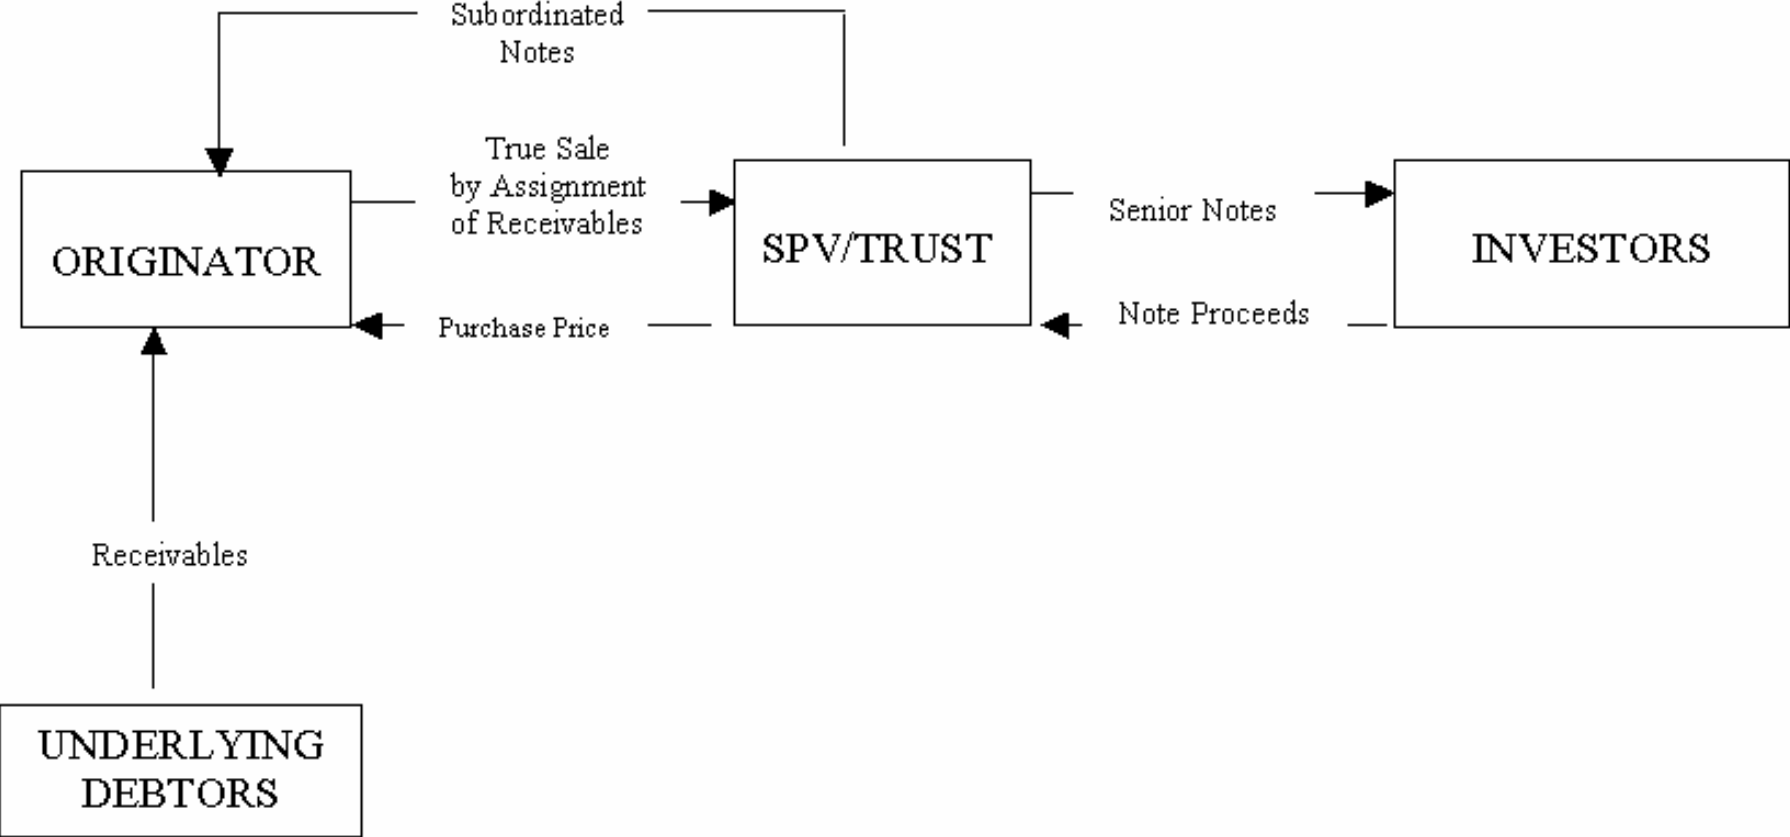 Subordinated
Notes
True Sale
by Assignment
of Receivables
ORIGINATOR
SPV/TRUST
Senior Notes
INVESTORS
Purchase Price
Note Proceeds
Receivables
UNDERLYING
DEBTORS